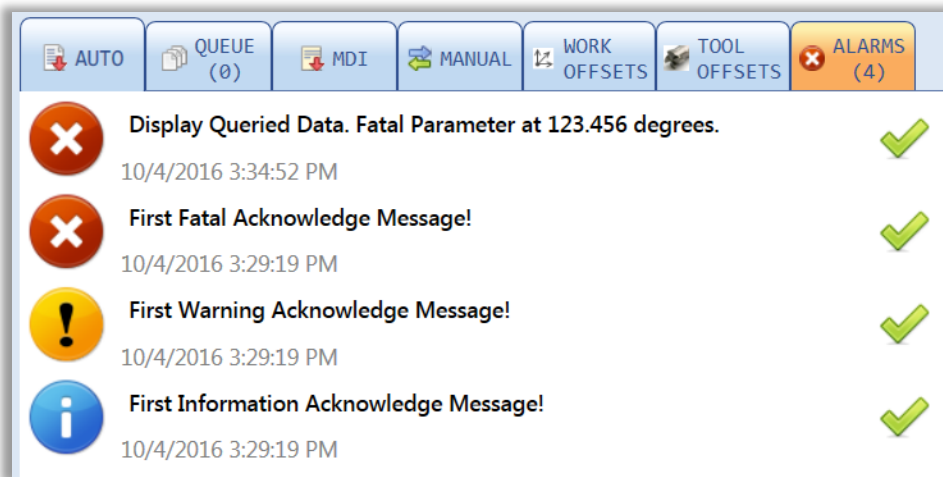 AUTO
QUEUE
(0)
MDI
MANUAL
WORK
OFFSETS
TOOL
OFFSETS
ALARMS
(4)
Display Queried Data. Fatal Parameter at 123.456 degrees.
10/4/2016 3:34:52 PM
First Fatal Acknowledge Message!
10/4/2016 3:29:19 PM
First Warning Acknowledge Message!
10/4/2016 3:29:19 PM
First Information Acknowledge Message!
10/4/2016 3:29:19 PM